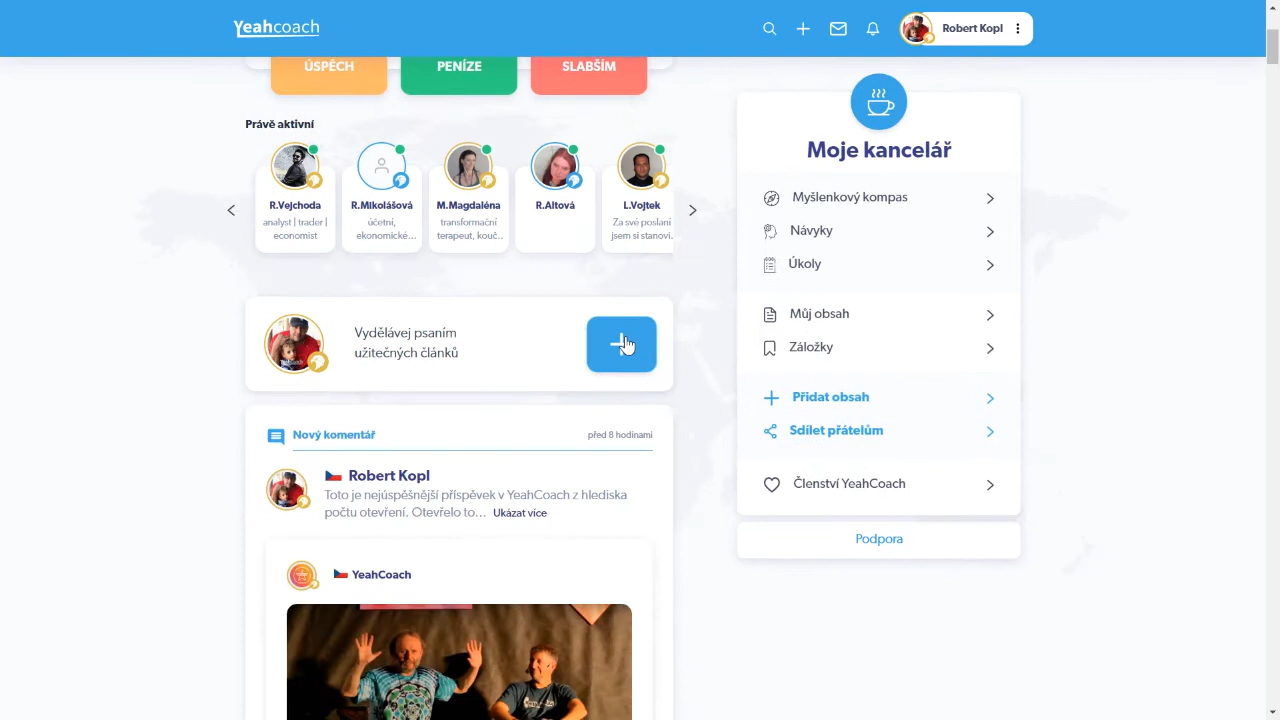 Yeahcoach
Robert Kopl
ÚSPĚCH
PENÍZE
SLABŠÍM
Právě aktivní
R.Vejchoda
analyst | trader |
economist
R.Mikolášová
účetní,
ekonomické...
M.Magdaléna
transformační
terapeut, kouč..
R.Altová
L.Vojtek
Za své poslaní
jsem si stanovi.
Vydělávej psaním
užitečných článků
Nový komentář
před 8 hodinami
Robert Kopl
Toto je nejúspěšnější příspěvek v YeahCoach z hlediska
počtu otevření. Otevřelo to... Ukázat více
YeahCoach
Moje kancelář
Myšlenkový kompas
Návyky
Úkoly
Můj obsah
Záložky
Přidat obsah
Sdílet přátelům
Členství YeahCoach
Podpora